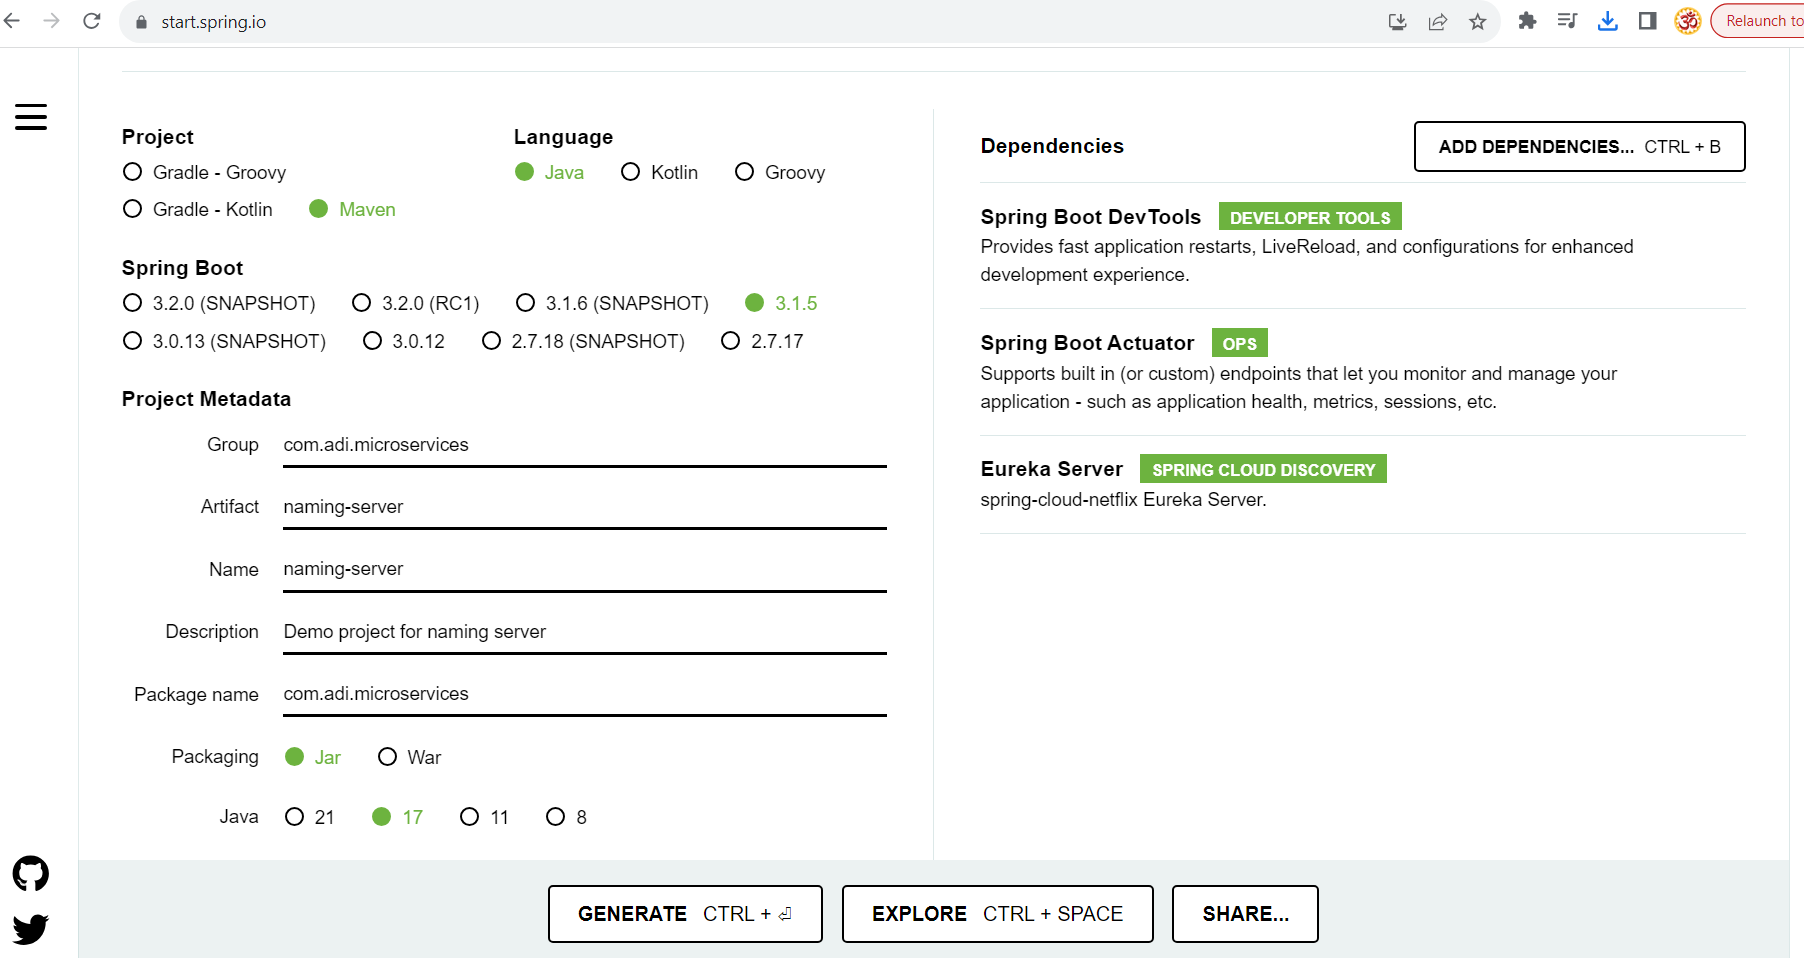 start.spring.io
Relaunch to
Project
Gradle - Groovy
Gradle - Kotlin Maven
Language
Java Kotlin Groovy
Spring Boot
3.2.0 (SNAPSHOT) 3.2.0 (RC1) 3.1.6 (SNAPSHOT) 3.1.5
3.0.13 (SNAPSHOT) 3.0.12 2.7.18 (SNAPSHOT) 2.7.17
Project Metadata
Group com.adi.microservices
Artifact naming-server
Name naming-server
Description Demo project for naming server
Package name com.adi.microservices
Packaging Jar War
Java 21 17 11 8
Dependencies ADD DEPENDENCIES... CTRL + B
Spring Boot DevTools DEVELOPER TOOLS
Provides fast application restarts, LiveReload, and configurations for enhanced
development experience.
Spring Boot Actuator OPS
Supports built in (or custom) endpoints that let you monitor and manage your
application - such as application health, metrics, sessions, etc.
Eureka Server SPRING CLOUD DISCOVERY
spring-cloud-netflix Eureka Server.
GENERATE CTRL + ⏎ EXPLORE CTRL + SPACE SHARE...